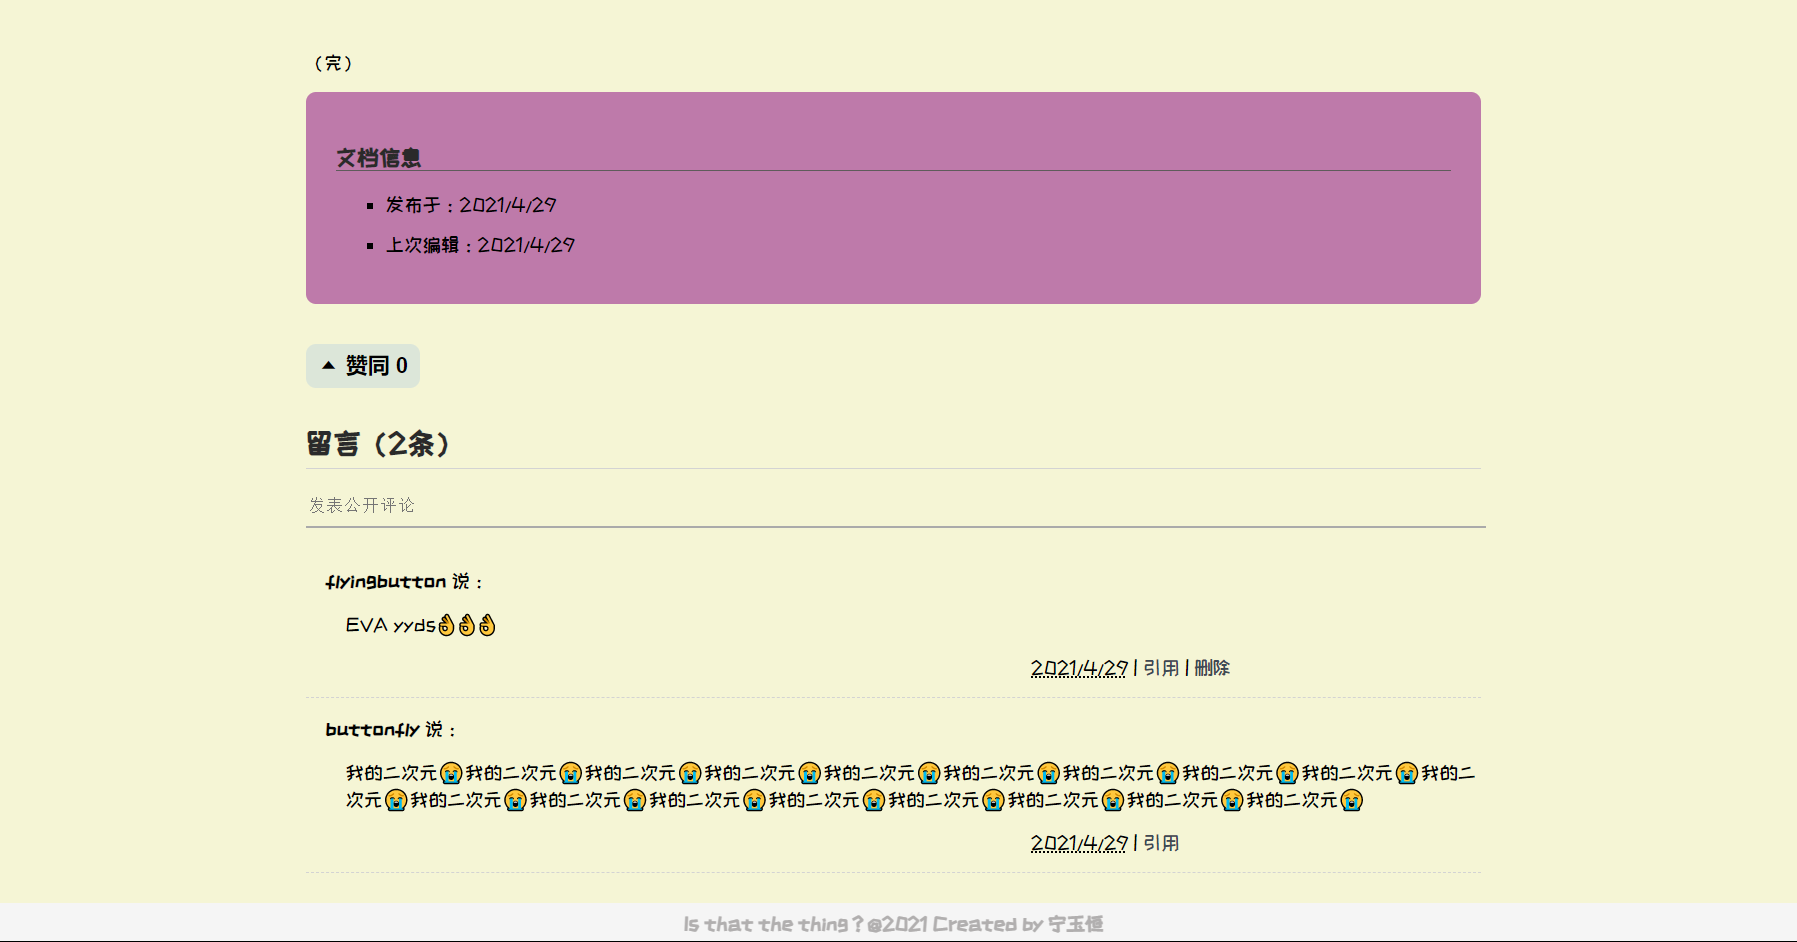 （完）
文档信息
发布于：2021/4/29
上次编辑：2021/4/29
赞同 0
留言（2条）
发表公开评论
flyingbutton 说：
EVA yyds👌👌👌
2021/4/29 | 引用 | 删除
buttonfly 说：
我的二次元😭我的二次元😭我的二次元😭我的二次元😭我的二次元😭我的二次元😭我的二次元😭我的二次元😭我的二次元😭我的二
次元😭我的二次元😭我的二次元😭我的二次元😭我的二次元😭我的二次元😭我的二次元😭我的二次元😭我的二次元😭
2021/4/29 | 引用
Is that the thing？@2021 Created by 宁玉恒